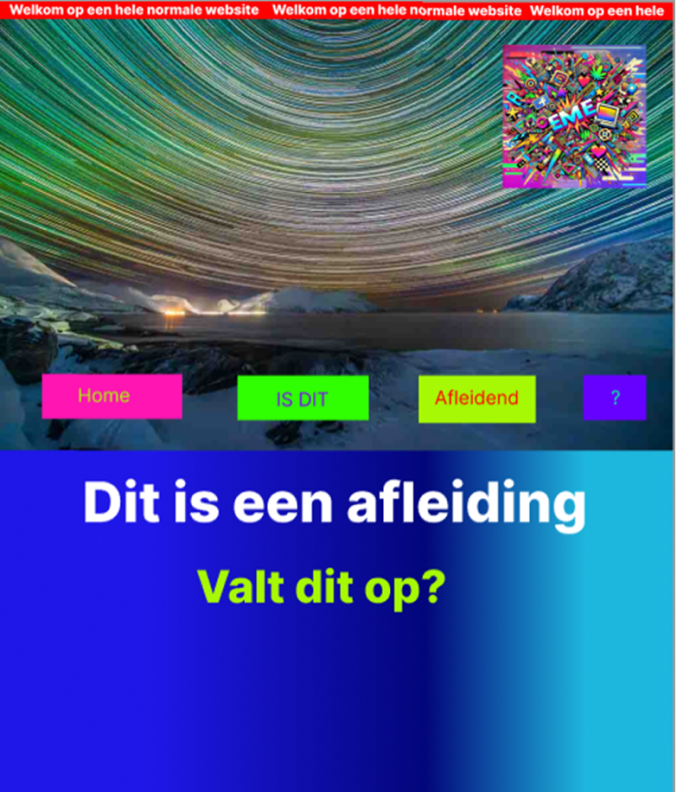 Welkom op een hele normale website Welkom op een hele normale website Welkom op een hele
EME
Home IS DIT Afleidend ?
Dit is een afleiding
Valt dit op?